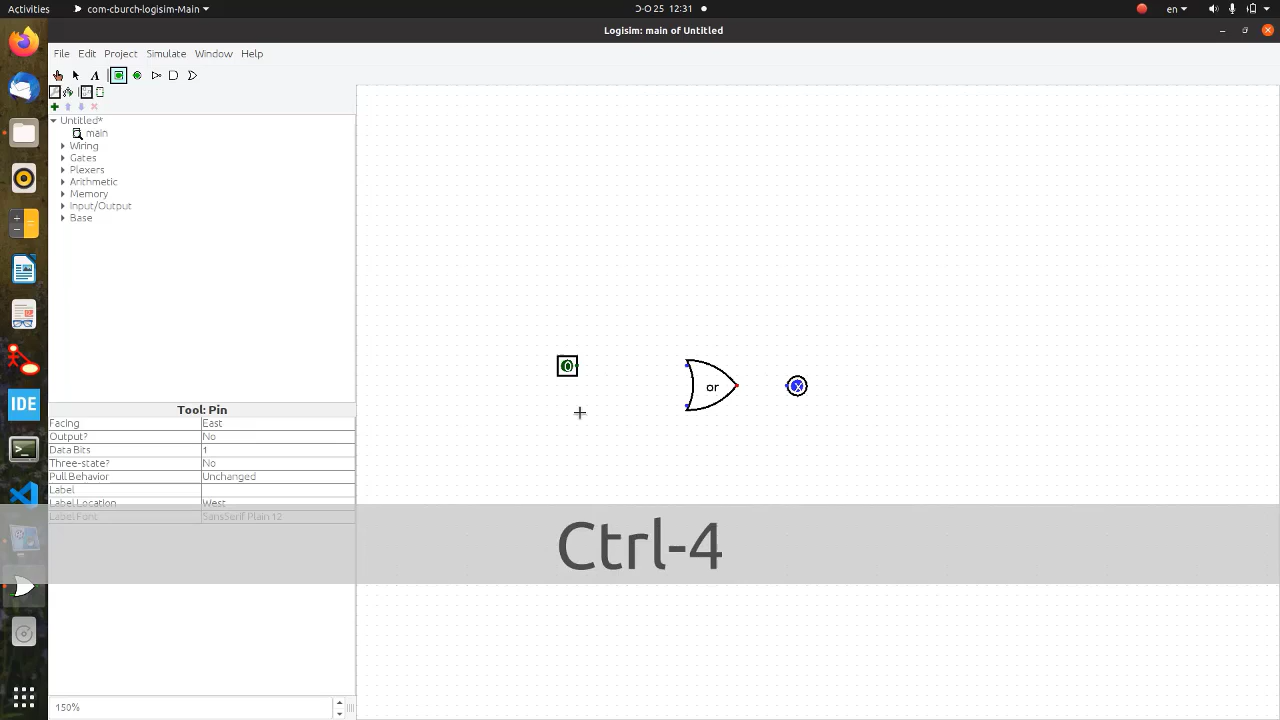 Activities
com-cburch-logisim-Main
en
Logisim: main of Untitled
File Edit Project Simulate Window Help
A
Untitled*
main
Wiring
Gates
Plexers
Arithmetic
Memory
Input/Output
Base
0
or
x
Tool: Pin
Facing East
Output? No
Data Bits 1
Three-state? No
Pull Behavior Unchanged
Label
Label Location West
Label Font SansSerif Plain 12
Ctrl-4
IDE
150%